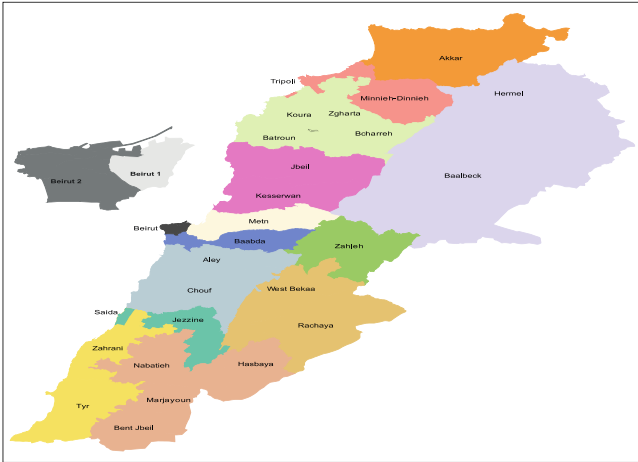 Akkar
Tripoli
Hermel
Minnieh-Dinnieh
Koura
Zgharta
Batroun
Bcharreh
Jbeil
Baalbeck
Beirut 2
Beirut 1
Kesserwan
Metn
Beirut
Baabda
Zahleh
Aley
Chouf
West Bekaa
Saida
Jezzine
Rachaya
Zahrani
Nabatieh
Hasbaya
Marjayoun
Tyr
Bent Jbeil